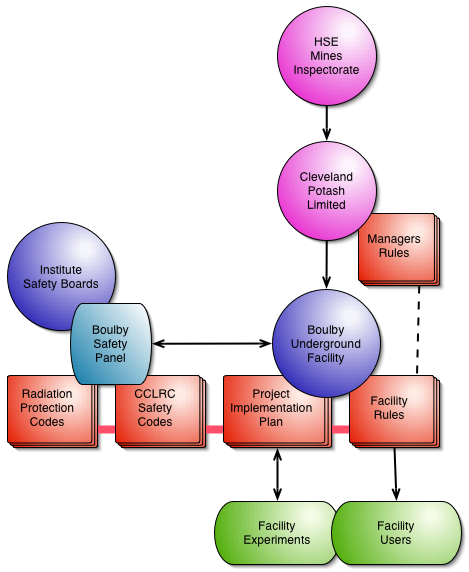 HSE
Mines
Inspectorate
Cleveland
Potash
Limited
Managers
Rules
Institute
Safety Boards
Boulby
Safety
Panel
Boulby
Underground
Facility
Radiation
Protection
Codes
CCLRC
Safety
Codes
Project
Implementation
Plan
Facility
Rules
Facility
Experiments
Facility
Users